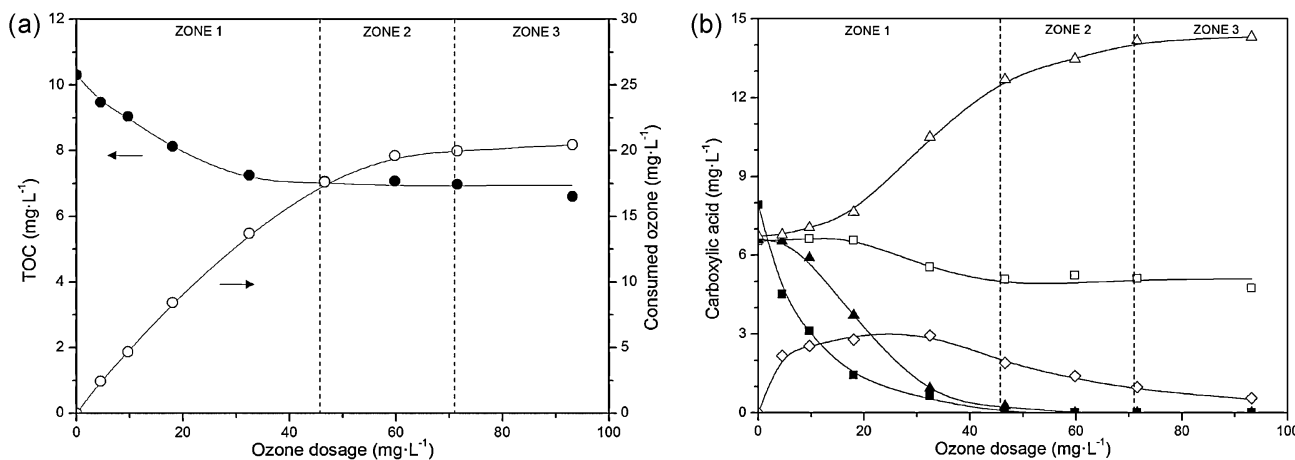 (a)
ZONE 1 ZONE 2 ZONE 3
12
10
8
6
4
2
0
TOC (mg·L⁻¹)
30
25
20
15
10
5
0
Consumed ozone (mg·L⁻¹)
0 20 40 60 80 100
Ozone dosage (mg·L⁻¹)
(b)
ZONE 1 ZONE 2 ZONE 3
15
12
9
6
3
0
Carboxylic acid (mg·L⁻¹)
0 20 40 60 80 100
Ozone dosage (mg·L⁻¹)